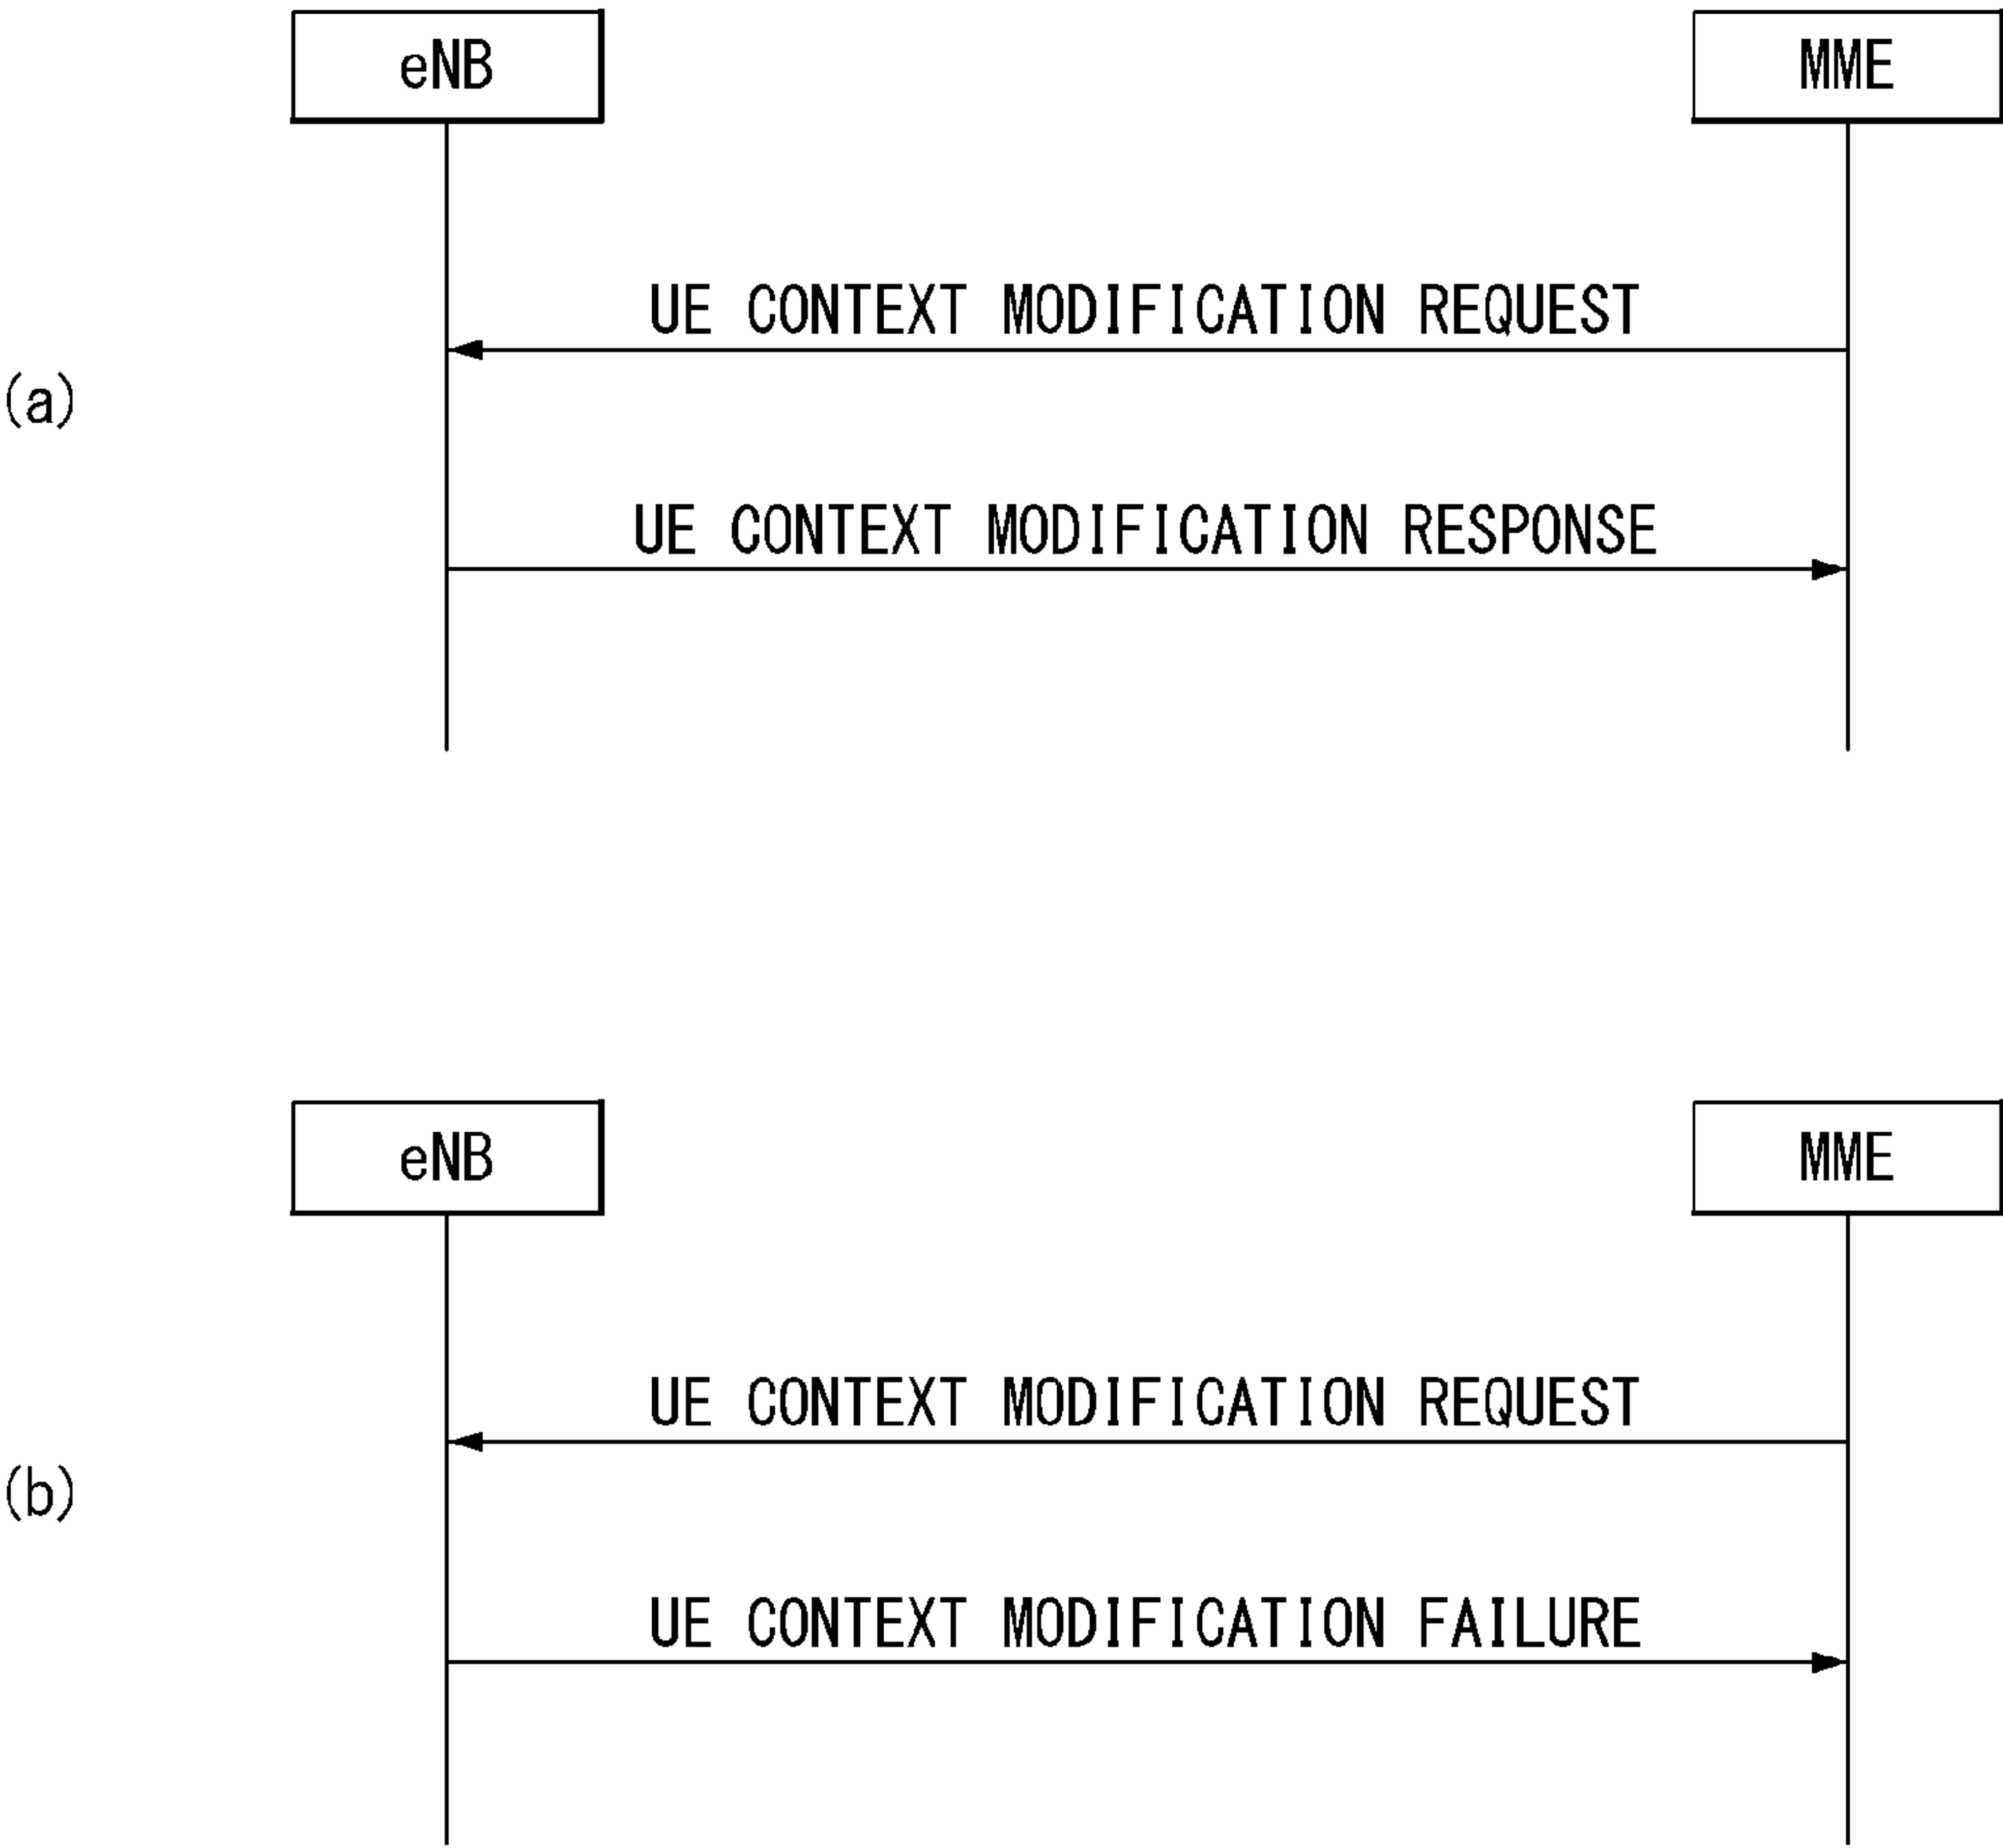 eNB
MME
UE CONTEXT MODIFICATION REQUEST
(a)
UE CONTEXT MODIFICATION RESPONSE
eNB
MME
UE CONTEXT MODIFICATION REQUEST
(b)
UE CONTEXT MODIFICATION FAILURE